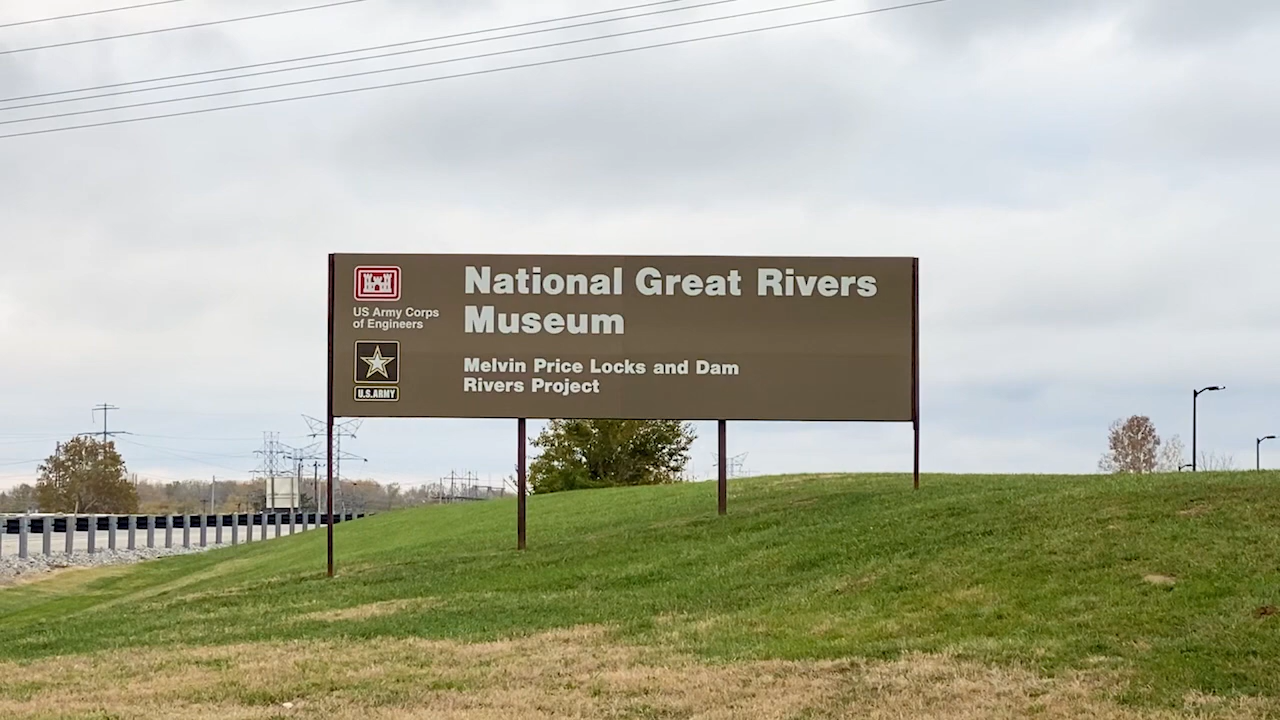 US Army Corps
of Engineers
U.S.ARMY
National Great Rivers
Museum
Melvin Price Locks and Dam
Rivers Project